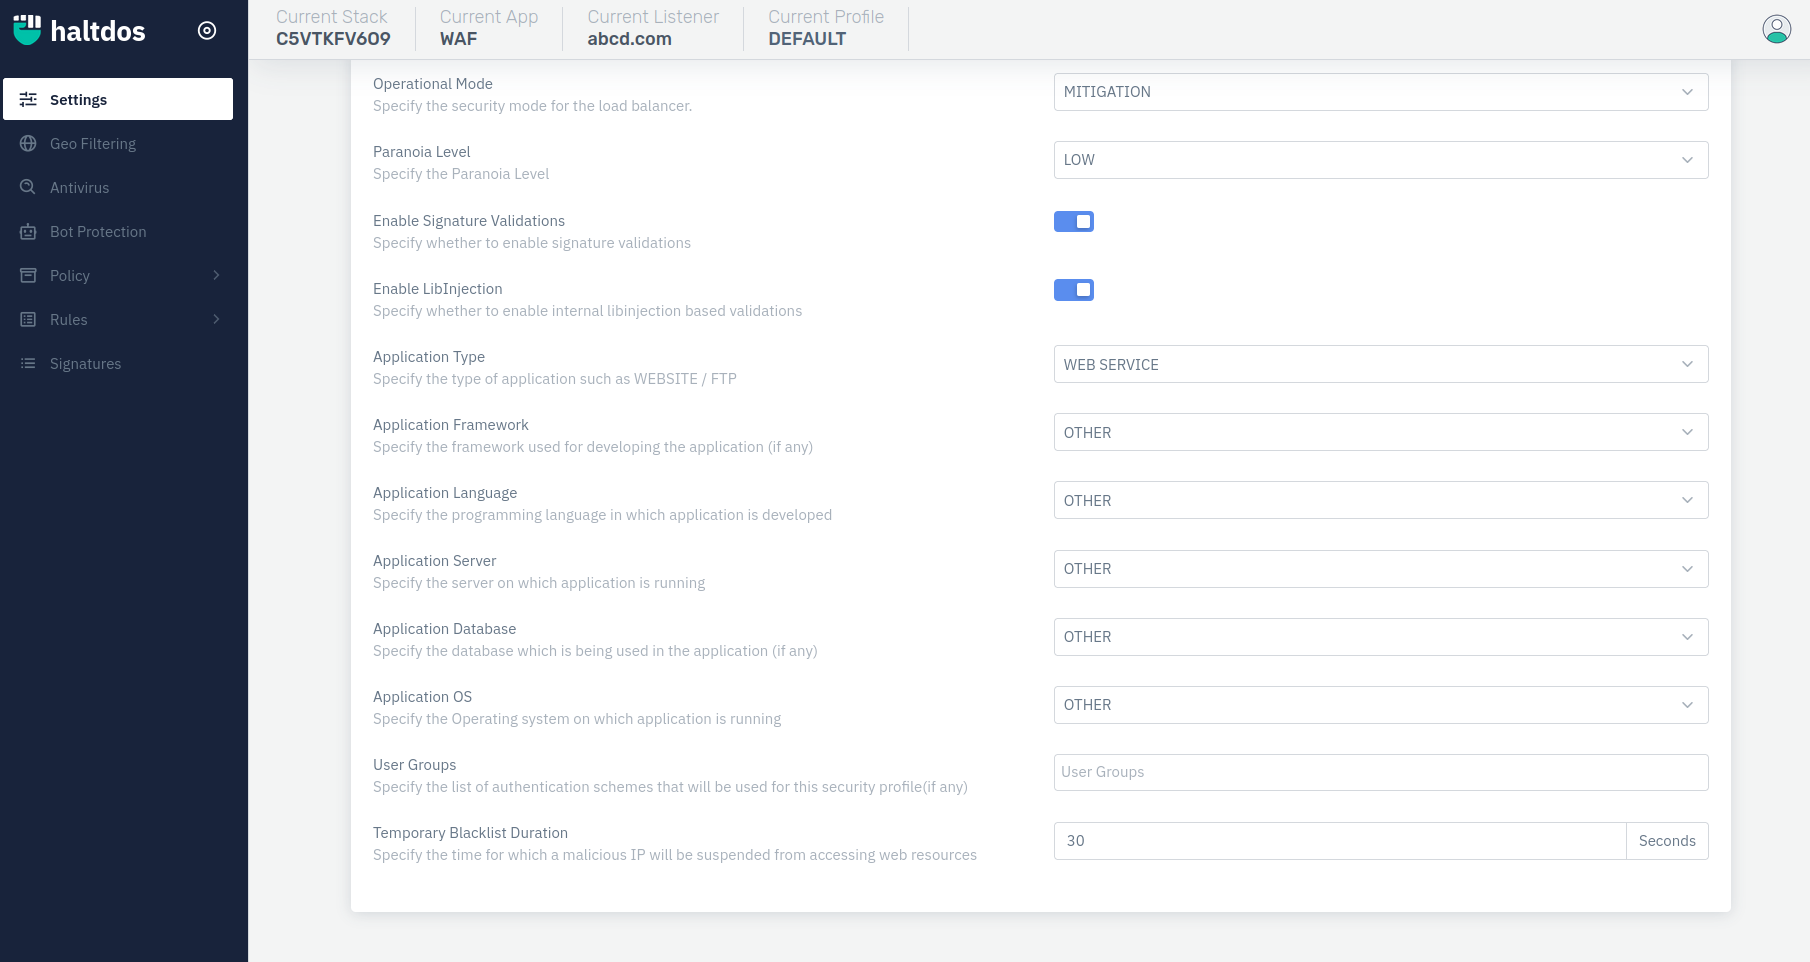 haltdos
Current Stack
C5VTKFV609
Current App
WAF
Current Listener
abcd.com
Current Profile
DEFAULT
Settings
Geo Filtering
Antivirus
Bot Protection
Policy
Rules
Signatures
Operational Mode
Specify the security mode for the load balancer.
MITIGATION
Paranoia Level
Specify the Paranoia Level
LOW
Enable Signature Validations
Specify whether to enable signature validations
Enable LibInjection
Specify whether to enable internal libinjection based validations
Application Type
Specify the type of application such as WEBSITE / FTP
WEB SERVICE
Application Framework
Specify the framework used for developing the application (if any)
OTHER
Application Language
Specify the programming language in which application is developed
OTHER
Application Server
Specify the server on which application is running
OTHER
Application Database
Specify the database which is being used in the application (if any)
OTHER
Application OS
Specify the Operating system on which application is running
OTHER
User Groups
Specify the list of authentication schemes that will be used for this security profile(if any)
User Groups
Temporary Blacklist Duration
Specify the time for which a malicious IP will be suspended from accessing web resources
30 Seconds